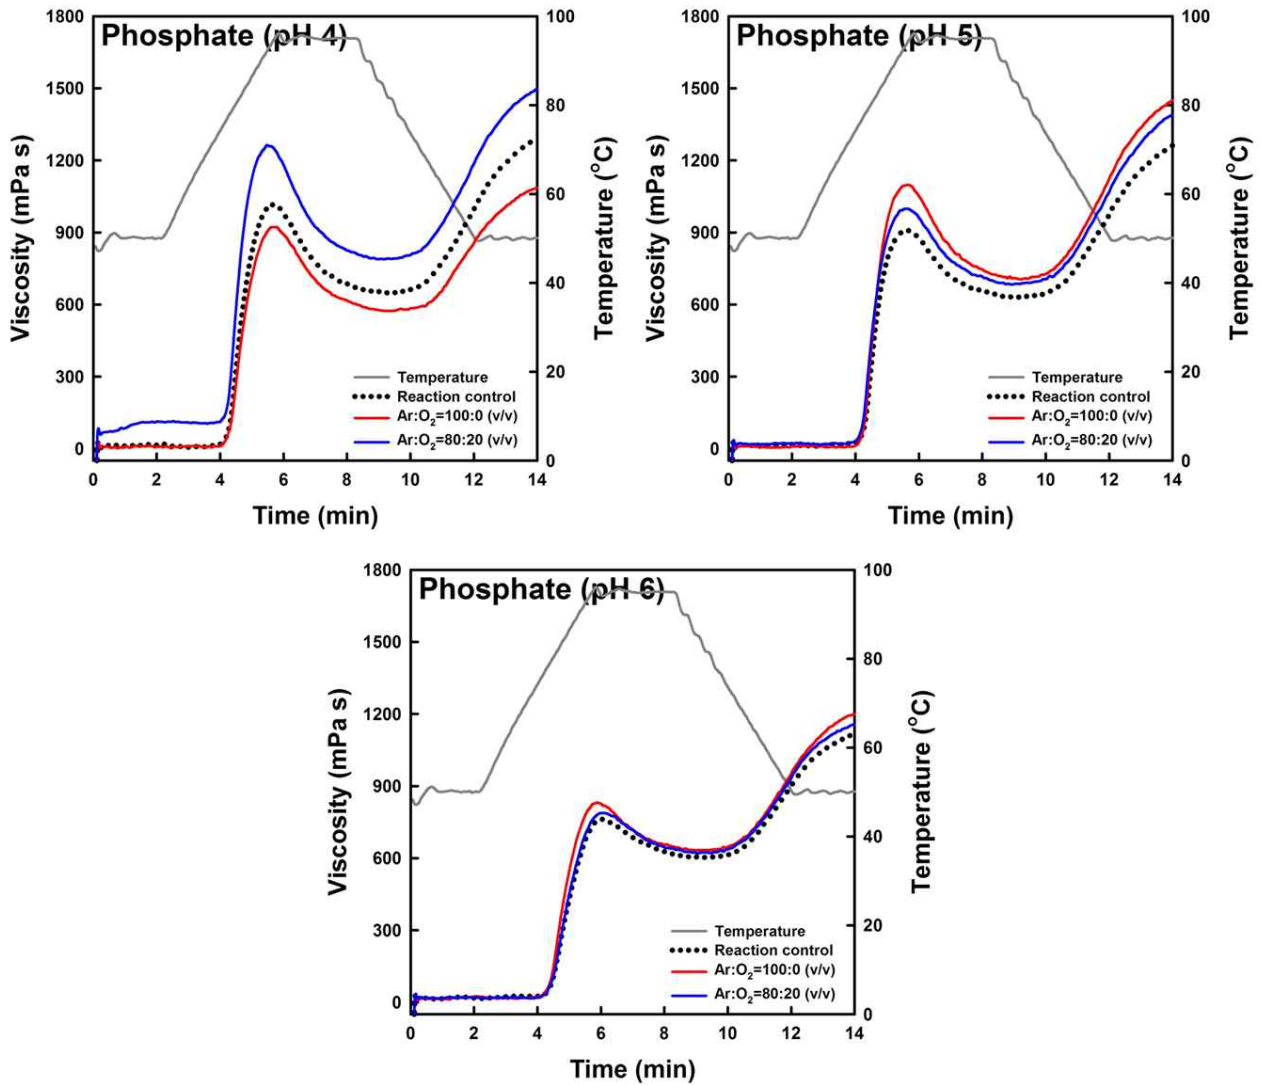 Phosphate (pH 4)
Viscosity (mPa s)
1800
1500
1200
900
600
300
0
100
80
60
40
20
0
Temperature (°C)
Temperature
Reaction control
Ar:O₂=100:0 (v/v)
Ar:O₂=80:20 (v/v)
0 2 4 6 8 10 12 14
Time (min)
Phosphate (pH 5)
Viscosity (mPa s)
1800
1500
1200
900
600
300
0
100
80
60
40
20
0
Temperature (°C)
Temperature
Reaction control
Ar:O₂=100:0 (v/v)
Ar:O₂=80:20 (v/v)
0 2 4 6 8 10 12 14
Time (min)
Phosphate (pH 6)
Viscosity (mPa s)
1800
1500
1200
900
600
300
0
100
80
60
40
20
0
Temperature (°C)
Temperature
Reaction control
Ar:O₂=100:0 (v/v)
Ar:O₂=80:20 (v/v)
0 2 4 6 8 10 12 14
Time (min)